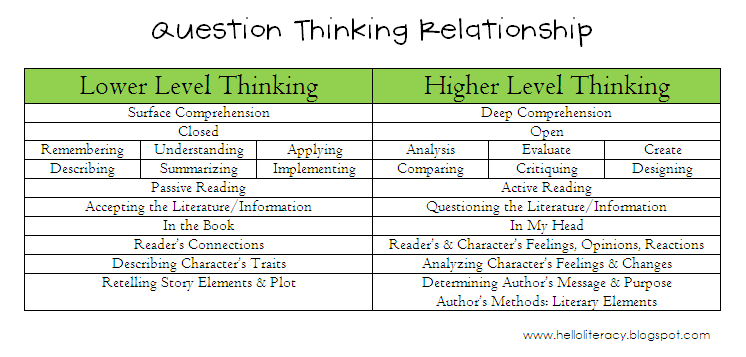 Question Thinking Relationship
Lower Level Thinking Higher Level Thinking
Surface Comprehension Deep Comprehension
Closed Open
Remembering Understanding Applying Analysis Evaluate Create
Describing Summarizing Implementing Comparing Critiquing Designing
Passive Reading Active Reading
Accepting the Literature/Information Questioning the Literature/Information
In the Book In My Head
Reader's Connections Reader's & Character's Feelings, Opinions, Reactions
Describing Character's Traits Analyzing Character's Feelings & Changes
Retelling Story Elements & Plot Determining Author's Message & Purpose
Author's Methods: Literary Elements
www.helloliteracy.blogspot.com